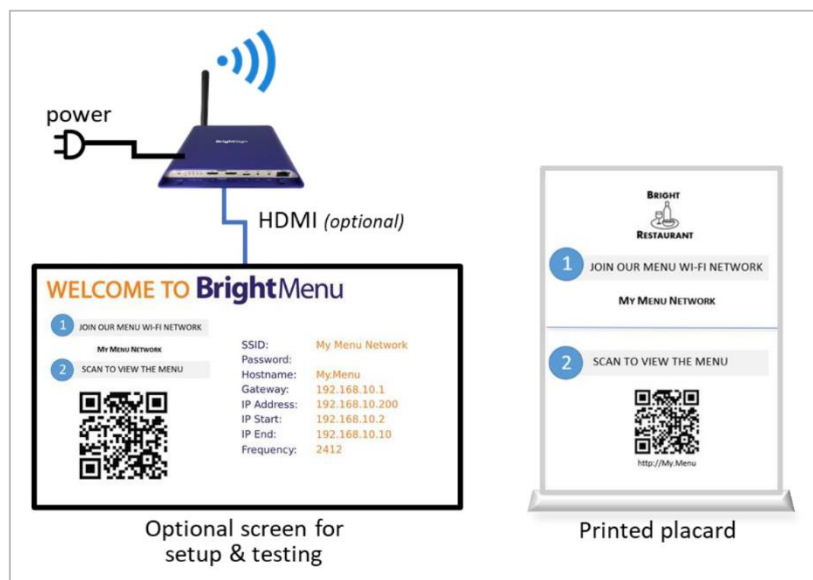 power
BrightSign
HDMI (optional)
WELCOME TO BrightMenu
1 JOIN OUR MENU WI-FI NETWORK
MY MENU NETWORK
2 SCAN TO VIEW THE MENU
SSID: My Menu Network
Password:
Hostname: My.Menu
Gateway: 192.168.10.1
IP Address: 192.168.10.200
IP Start: 192.168.10.2
IP End: 192.168.10.10
Frequency: 2412
Optional screen for
setup & testing
BRIGHT
RESTAURANT
1 JOIN OUR MENU WI-FI NETWORK
MY MENU NETWORK
2 SCAN TO VIEW THE MENU
http://My.Menu
Printed placard